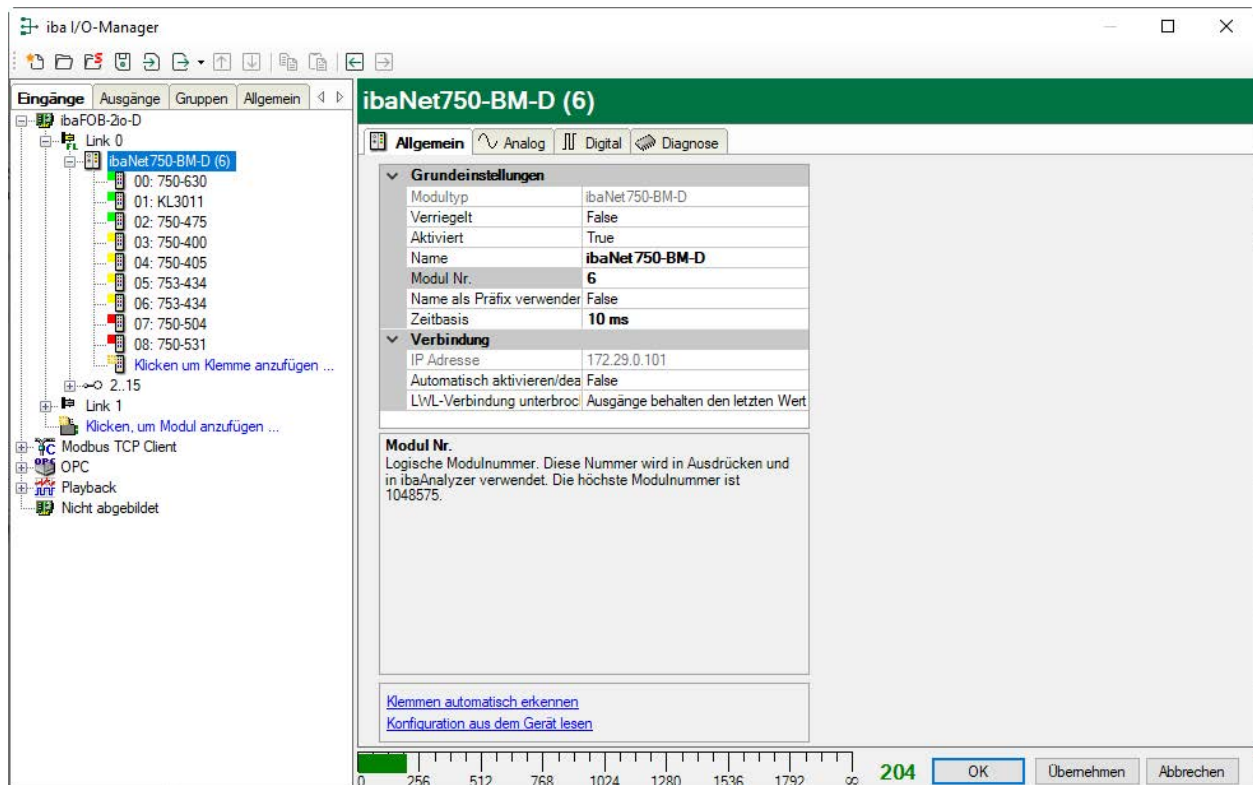 iba I/O-Manager
Eingänge Ausgänge Gruppen Allgemein
ibaFOB-2io-D
Link 0
ibaNet750-BM-D (6)
00: 750-630
01: KL3011
02: 750-475
03: 750-400
04: 750-405
05: 753-434
06: 753-434
07: 750-504
08: 750-531
Klicken um Klemme anzufügen ...
2..15
Link 1
Klicken, um Modul anzufügen ...
Modbus TCP Client
OPC
Playback
Nicht abgebildet
ibaNet750-BM-D (6)
Allgemein Analog Digital Diagnose
Grundeinstellungen
Modultyp ibaNet750-BM-D
Verriegelt False
Aktiviert True
Name ibaNet750-BM-D
Modul Nr. 6
Name als Präfix verwenden False
Zeitbasis 10 ms
Verbindung
IP Adresse 172.29.0.101
Automatisch aktivieren/dea False
LWL-Verbindung unterbroc Ausgänge behalten den letzten Wert
Modul Nr.
Logische Modulnummer. Diese Nummer wird in Ausdrücken und
in ibaAnalyzer verwendet. Die höchste Modulnummer ist
1048575.
Klemmen automatisch erkennen
Konfiguration aus dem Gerät lesen
0 256 512 768 1024 1280 1536 1792 ∞
204 OK Übernehmen Abbrechen